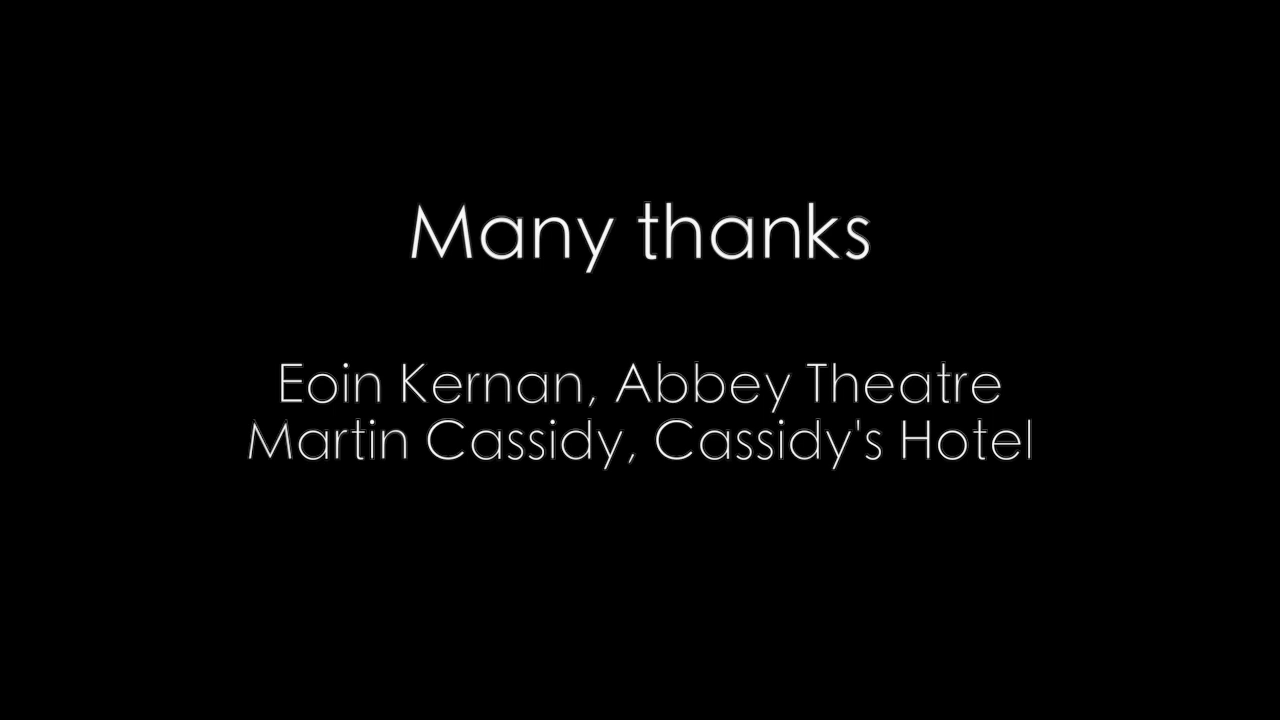 Many thanks
Eoin Kernan, Abbey Theatre
Martin Cassidy, Cassidy's Hotel